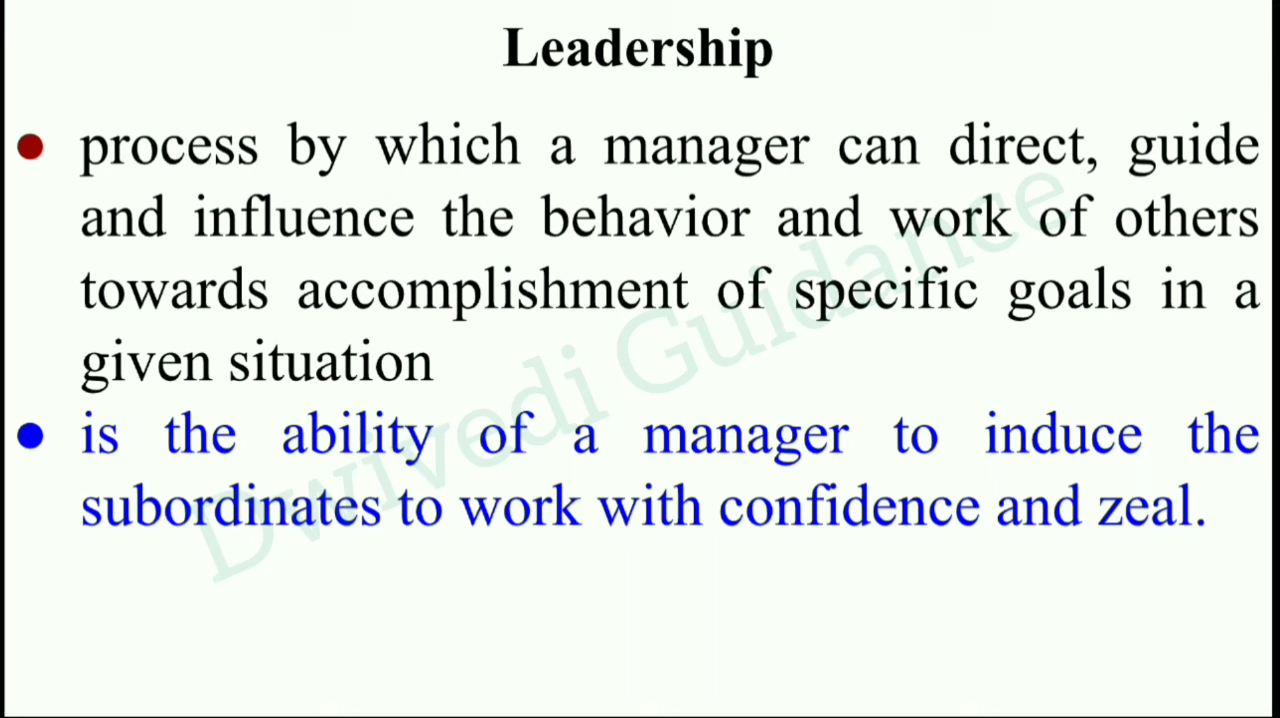 Leadership
process by which a manager can direct, guide
and influence the behavior and work of others
towards accomplishment of specific goals in a
given situation
is the ability of a manager to induce the
subordinates to work with confidence and zeal.
Dwivedi Guidance